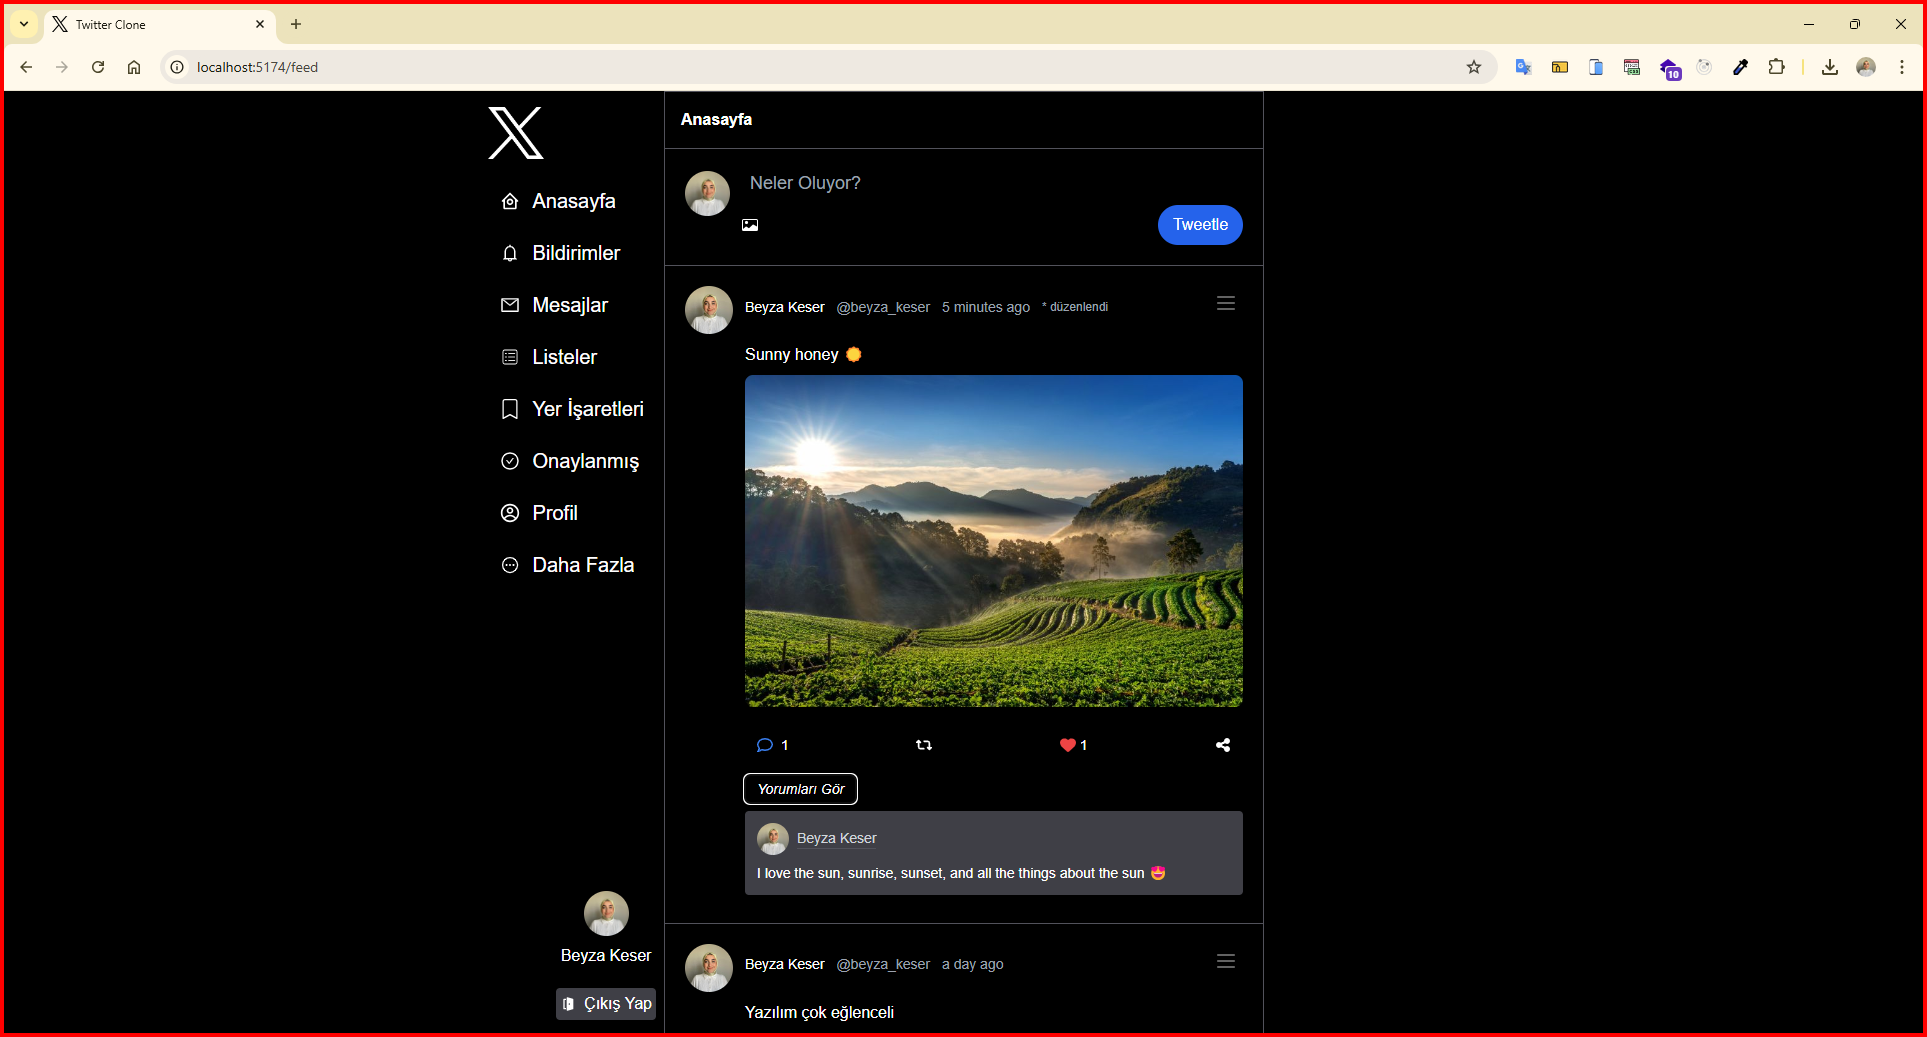 Twitter Clone
localhost:5174/feed
10
Anasayfa
Bildirimler
Mesajlar
Listeler
Yer İşaretleri
Onaylanmış
Profil
Daha Fazla
Beyza Keser
Çıkış Yap
Anasayfa
Neler Oluyor?
Tweetle
Beyza Keser @beyza_keser 5 minutes ago * düzenlendi
Sunny honey
1 1
Yorumları Gör
Beyza Keser
I love the sun, sunrise, sunset, and all the things about the sun 😍
Beyza Keser @beyza_keser a day ago
Yazılım çok eğlenceli